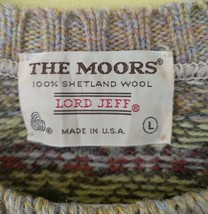 THE MOORS®
100% SHETLAND WOOL
LORD JEFF®
MADE IN U.S.A.
L